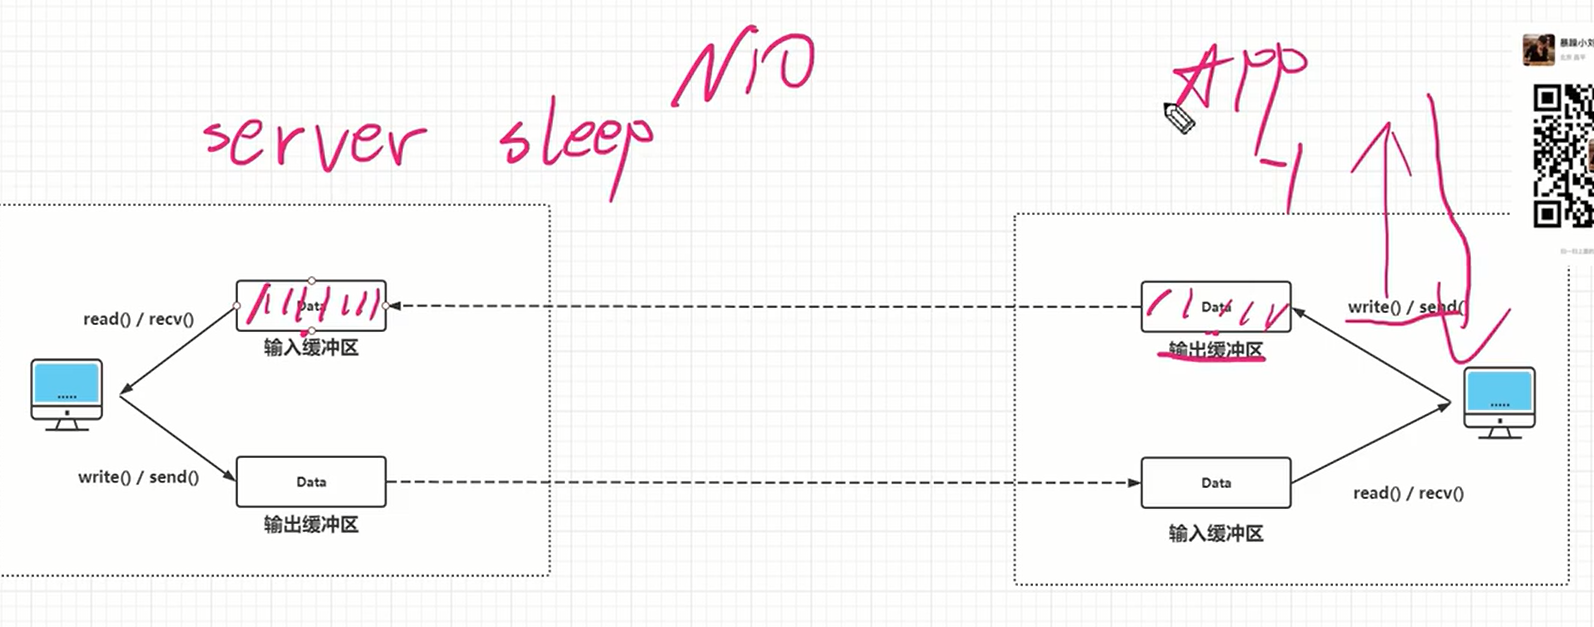 NIO
App
暴躁小刘
server sleep
-1
Data
Data
read() / recv()
write() / send()
输入缓冲区
输出缓冲区
write() / send()
Data
Data
read() / recv()
输出缓冲区
输入缓冲区